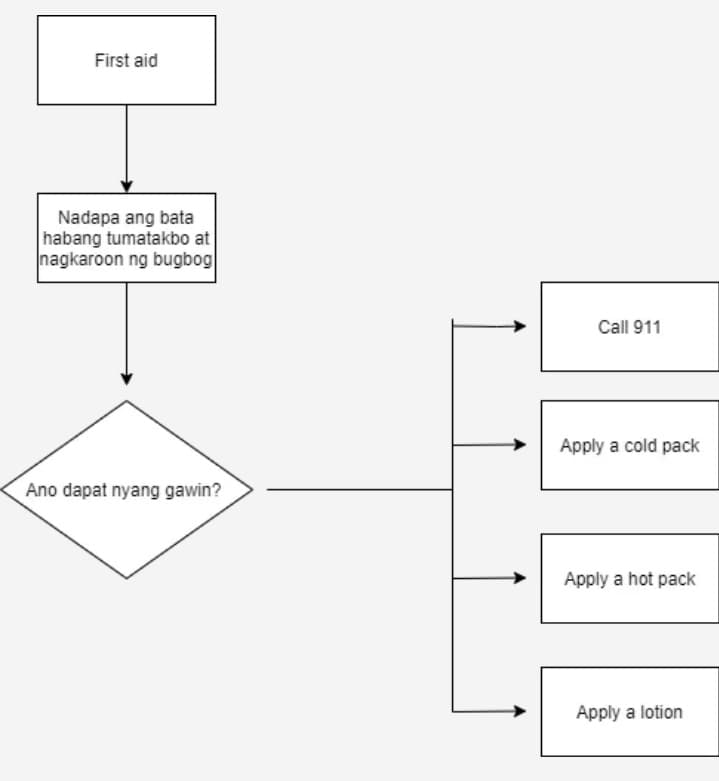 First aid
Nadapa ang bata
habang tumatakbo at
nagkaroon ng bugbog
Ano dapat nyang gawin?
Call 911
Apply a cold pack
Apply a hot pack
Apply a lotion